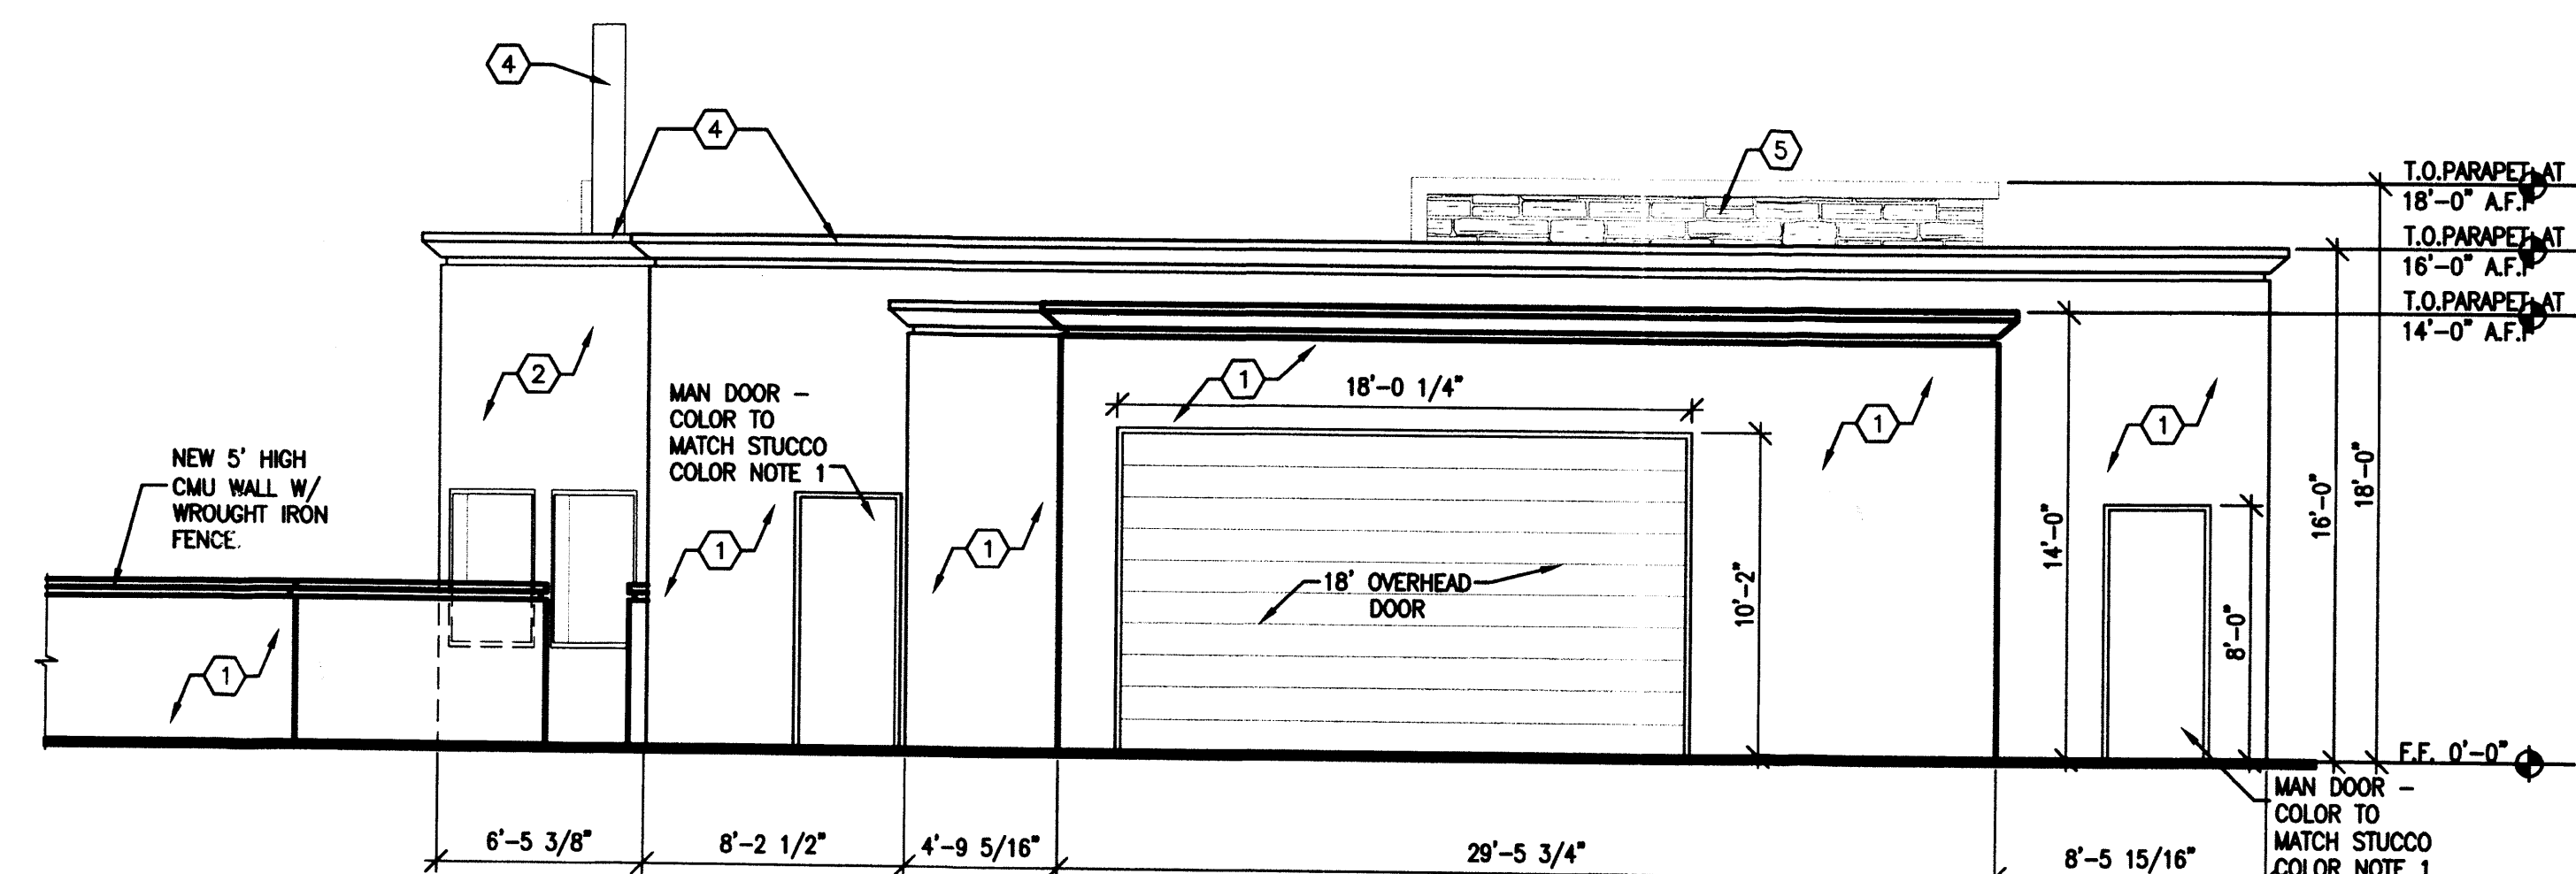 4
4
5
T.O.PARAPET AT
18'-0" A.F.F
T.O.PARAPET AT
16'-0" A.F.F
T.O.PARAPET AT
14'-0" A.F.F
2
1
18'-0 1/4"
MAN DOOR -
COLOR TO
MATCH STUCCO
COLOR NOTE 1
1
1
NEW 5' HIGH
CMU WALL W/
WROUGHT IRON
FENCE.
1
1
18' OVERHEAD
DOOR
10'-2"
14'-0"
8'-0"
16'-0"
18'-0"
1
F.F. 0'-0"
MAN DOOR -
COLOR TO
MATCH STUCCO
COLOR NOTE 1
6'-5 3/8"
8'-2 1/2"
4'-9 5/16"
29'-5 3/4"
8'-5 15/16"